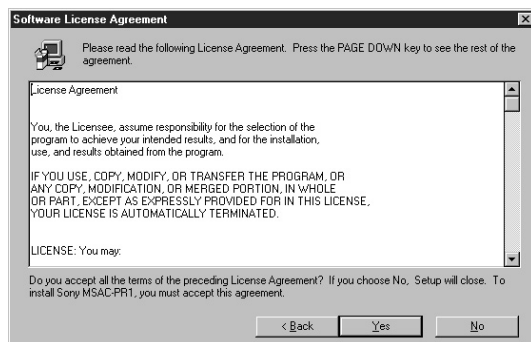 Software License Agreement
Please read the following License Agreement. Press the PAGE DOWN key to see the rest of the
agreement.
License Agreement
You, the Licensee, assume responsibility for the selection of the
program to achieve your intended results, and for the installation,
use, and results obtained from the program.
IF YOU USE, COPY, MODIFY, OR TRANSFER THE PROGRAM, OR
ANY COPY, MODIFICATION, OR MERGED PORTION, IN WHOLE
OR PART, EXCEPT AS EXPRESSLY PROVIDED FOR IN THIS LICENSE,
YOUR LICENSE IS AUTOMATICALLY TERMINATED.
LICENSE: You may:
Do you accept all the terms of the preceding License Agreement? If you choose No, Setup will close. To
install Sony MSAC-PR1, you must accept this agreement.
< Back Yes No